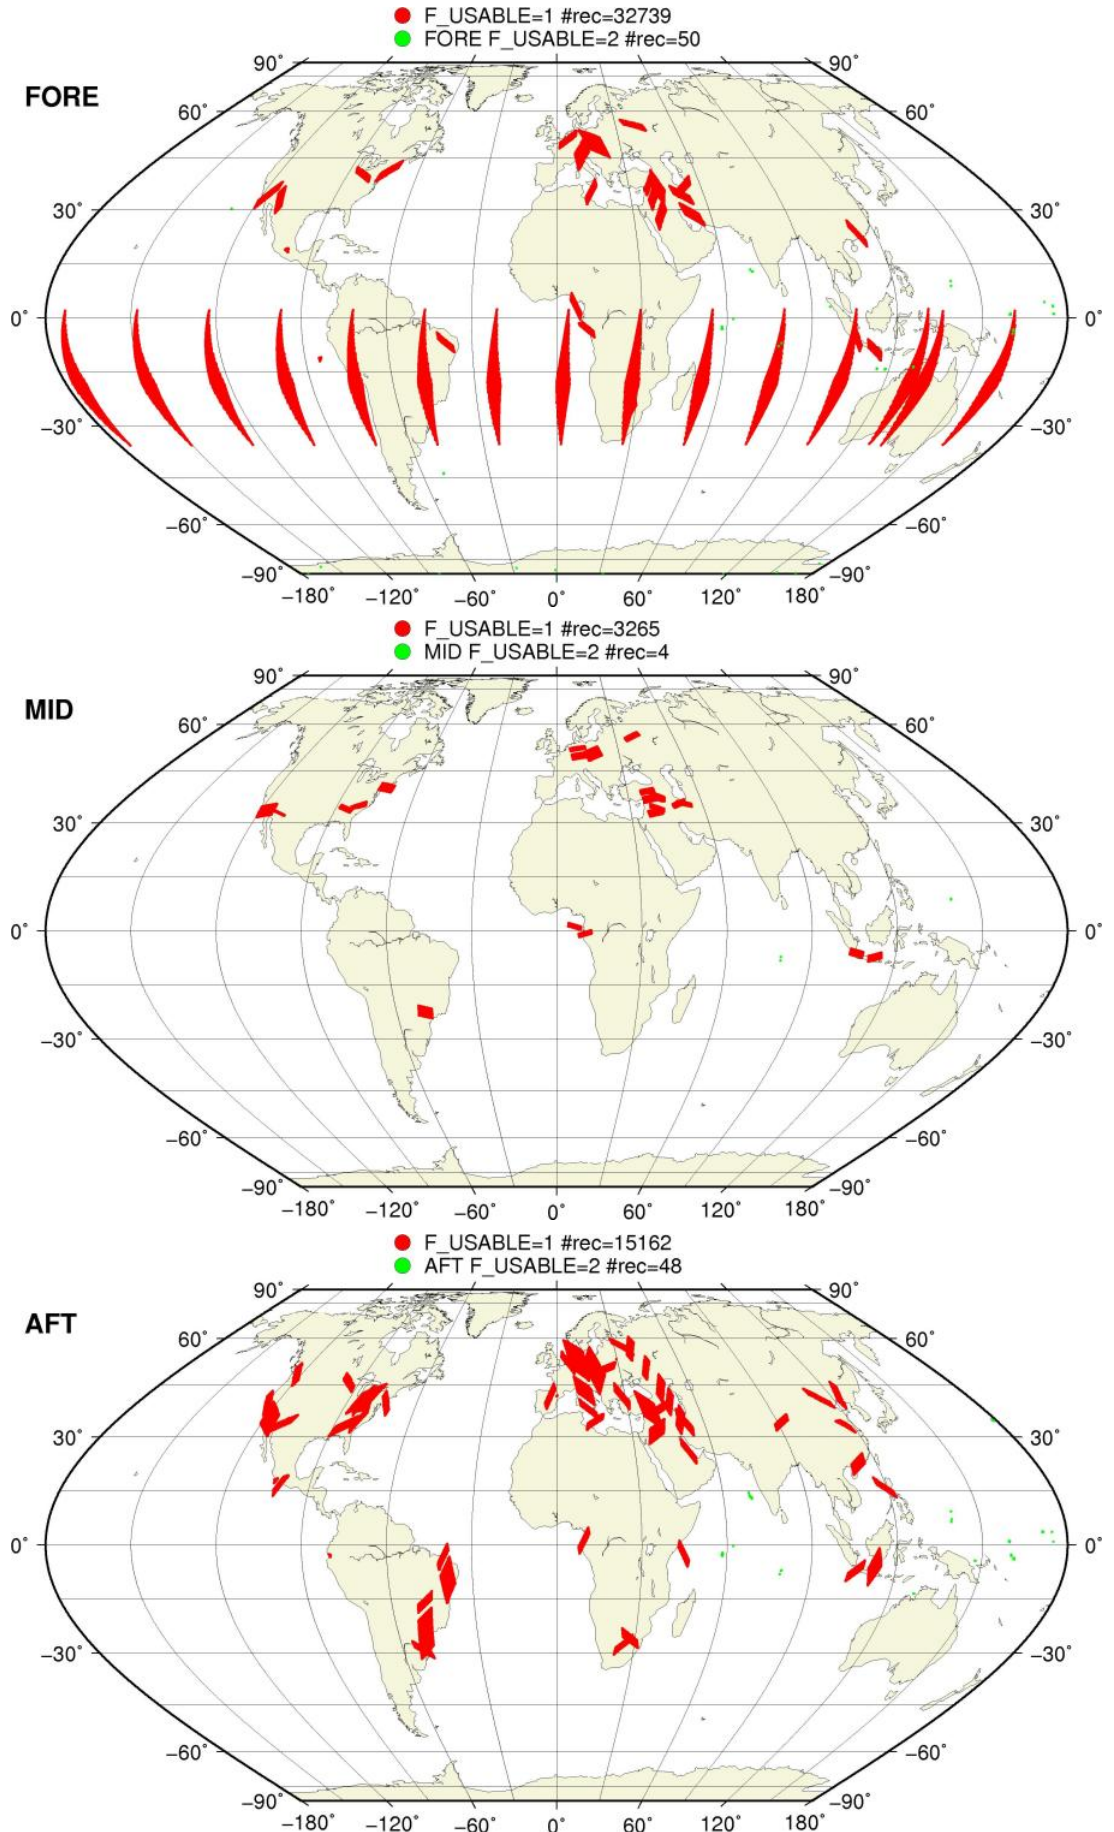 F_USABLE=1 #rec=32739
FORE F_USABLE=2 #rec=50
FORE
90° 90°
60° 60°
30° 30°
0° 0°
−30° −30°
−60° −60°
−90° −90°
−180° −120° −60° 0° 60° 120° 180°
F_USABLE=1 #rec=3265
MID F_USABLE=2 #rec=4
MID
90° 90°
60° 60°
30° 30°
0° 0°
−30° −30°
−60° −60°
−90° −90°
−180° −120° −60° 0° 60° 120° 180°
F_USABLE=1 #rec=15162
AFT F_USABLE=2 #rec=48
AFT
90° 90°
60° 60°
30° 30°
0° 0°
−30° −30°
−60° −60°
−90° −90°
−180° −120° −60° 0° 60° 120° 180°